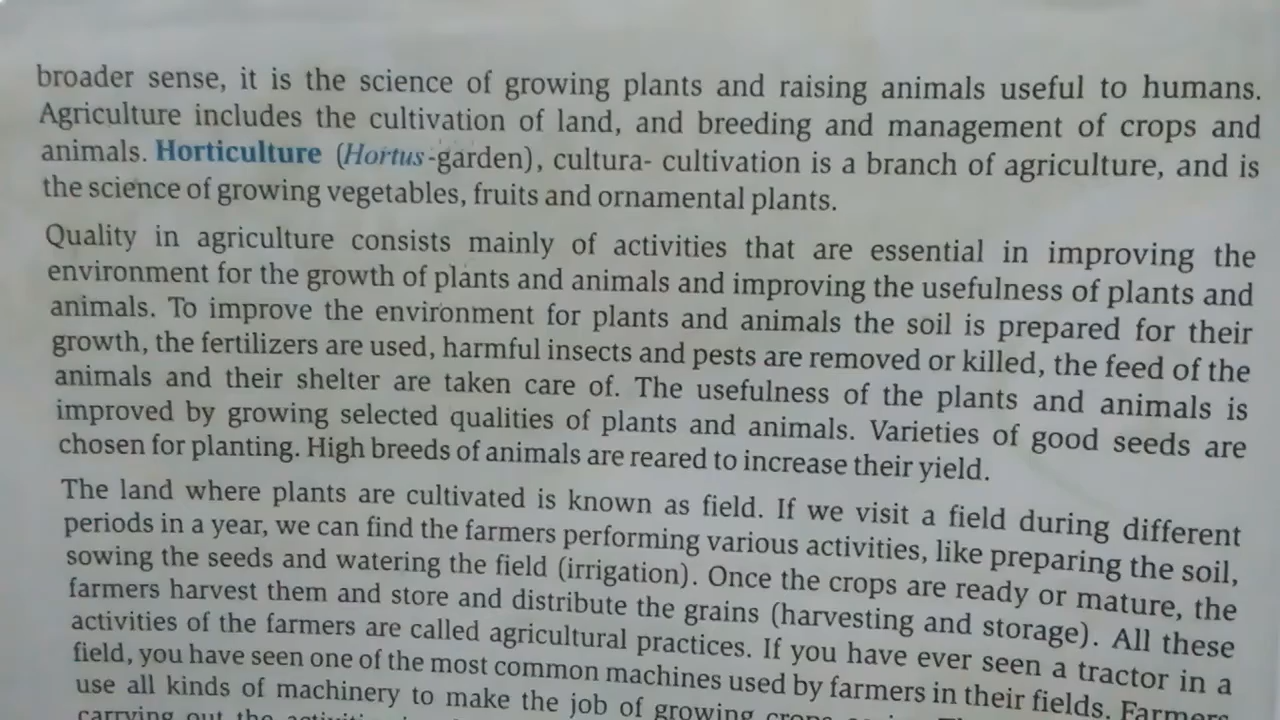 broader sense, it is the science of growing plants and raising animals useful to humans.
Agriculture includes the cultivation of land, and breeding and management of crops and
animals. Horticulture (Hortus-garden), cultura- cultivation is a branch of agriculture, and is
the science of growing vegetables, fruits and ornamental plants.
Quality in agriculture consists mainly of activities that are essential in improving the
environment for the growth of plants and animals and improving the usefulness of plants and
animals. To improve the environment for plants and animals the soil is prepared for their
growth, the fertilizers are used, harmful insects and pests are removed or killed, the feed of the
animals and their shelter are taken care of. The usefulness of the plants and animals is
improved by growing selected qualities of plants and animals. Varieties of good seeds are
chosen for planting. High breeds of animals are reared to increase their yield.
The land where plants are cultivated is known as field. If we visit a field during different
periods in a year, we can find the farmers performing various activities, like preparing the soil,
sowing the seeds and watering the field (irrigation). Once the crops are ready or mature, the
farmers harvest them and store and distribute the grains (harvesting and storage). All these
activities of the farmers are called agricultural practices. If you have ever seen a tractor in a
field, you have seen one of the most common machines used by farmers in their fields. Farmers
use all kinds of machinery to make the job of growing crops
carrying out the